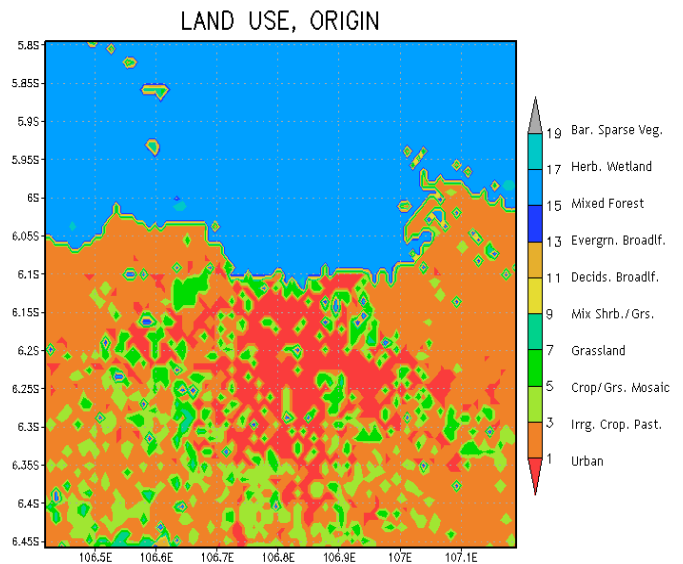 LAND USE, ORIGIN
5.8S
5.85S
5.9S
5.95S
6S
6.05S
6.1S
6.15S
6.2S
6.25S
6.3S
6.35S
6.4S
6.45S
106.5E 106.6E 106.7E 106.8E 106.9E 107E 107.1E
19 Bar. Sparse Veg.
17 Herb. Wetland
15 Mixed Forest
13 Evergrn. Broadlf.
11 Decids. Broadlf.
9 Mix Shrb./Grs.
7 Grassland
5 Crop/Grs. Mosaic
3 Irrg. Crop. Past.
1 Urban